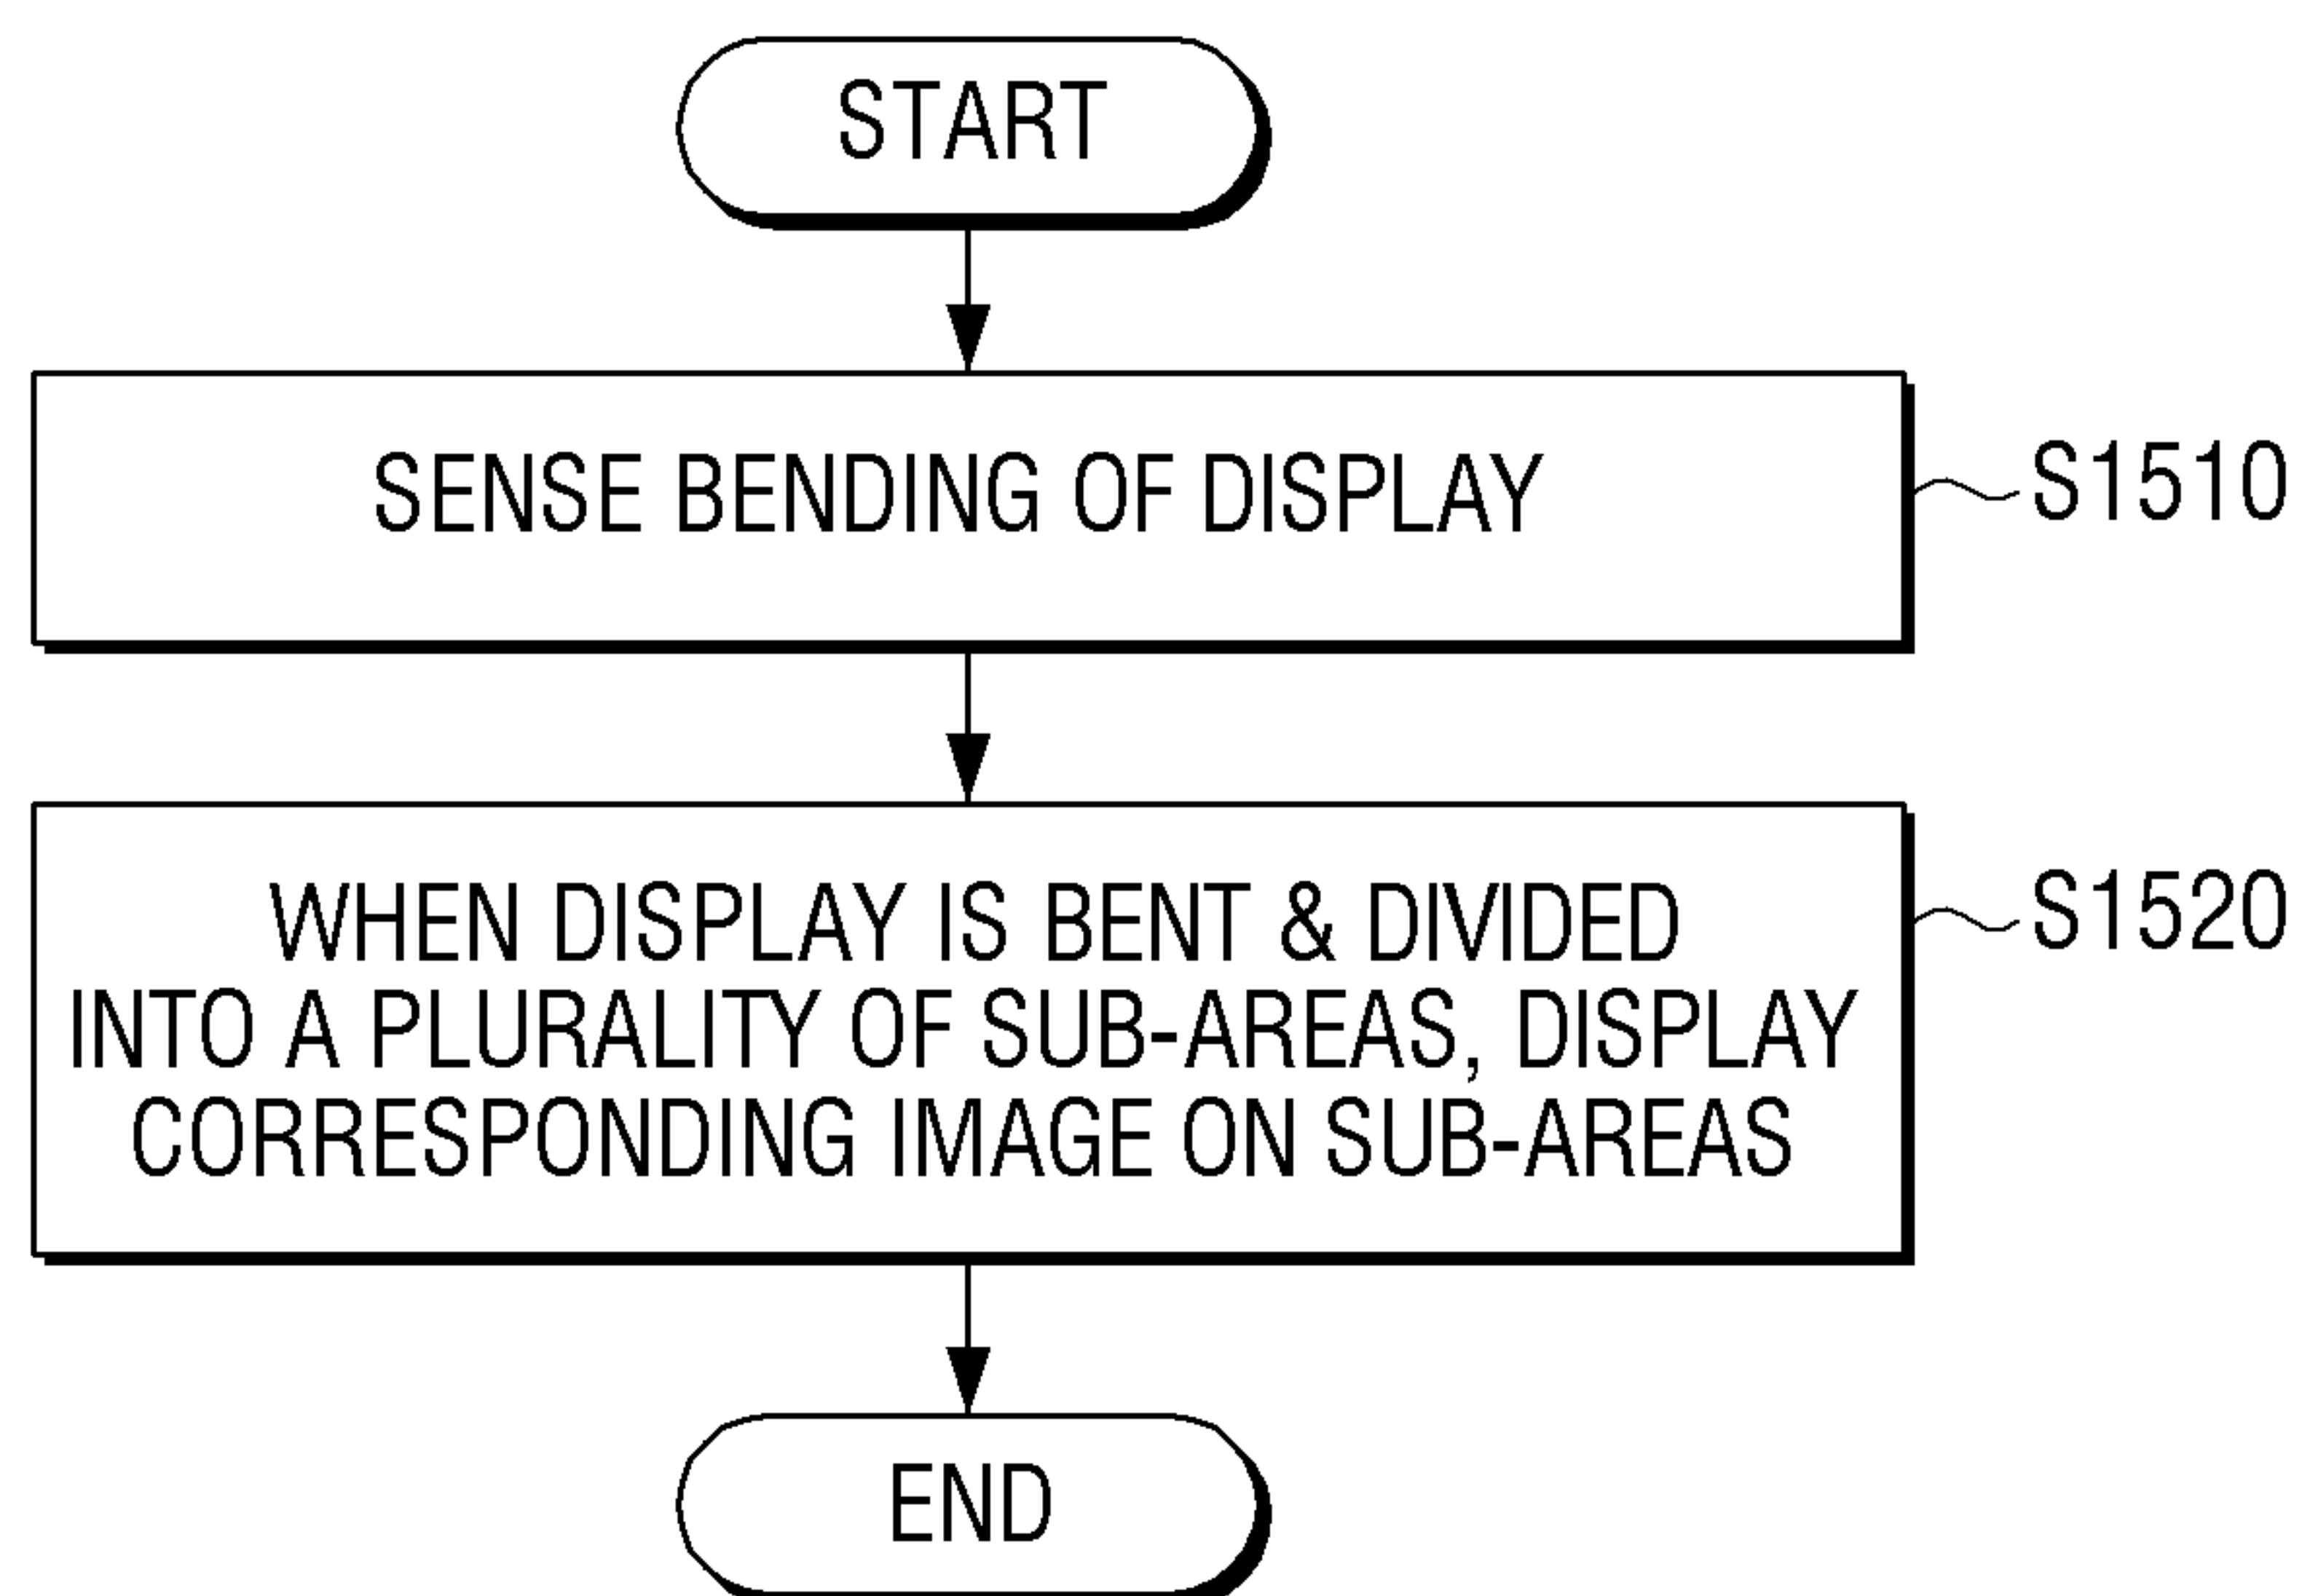 START
SENSE BENDING OF DISPLAY
S1510
WHEN DISPLAY IS BENT & DIVIDED
INTO A PLURALITY OF SUB-AREAS, DISPLAY
CORRESPONDING IMAGE ON SUB-AREAS
S1520
END